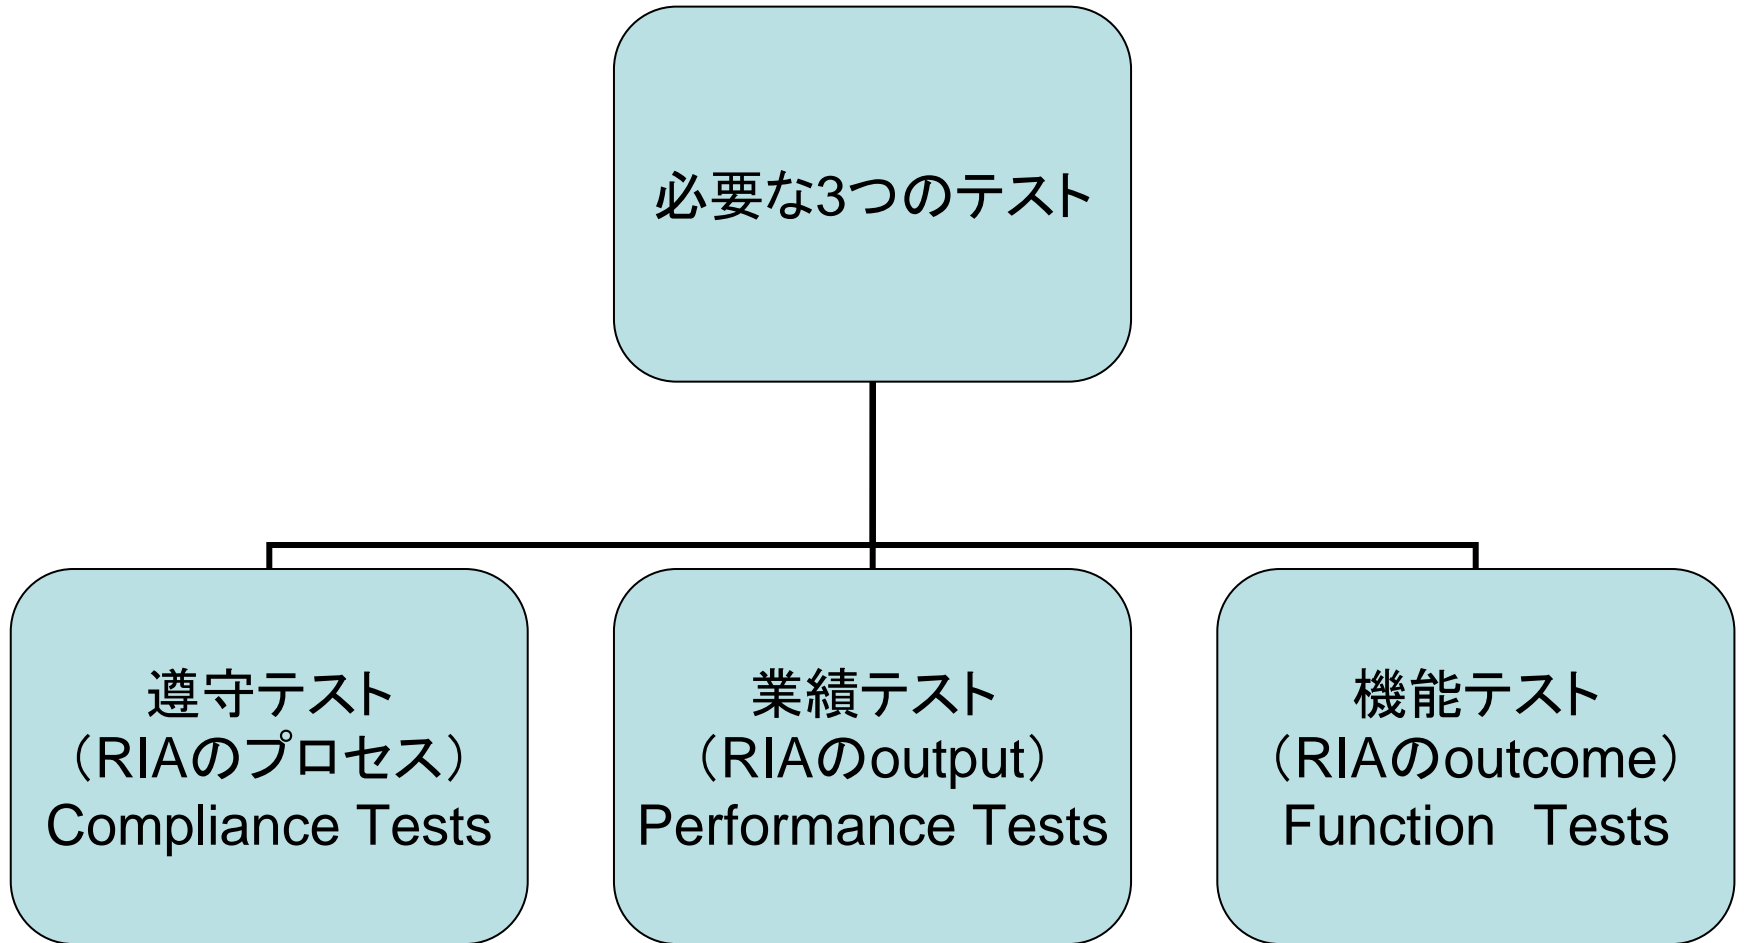 必要な3つのテスト
遵守テスト
（RIAのプロセス）
Compliance Tests
業績テスト
（RIAのoutput）
Performance Tests
機能テスト
（RIAのoutcome）
Function　Tests